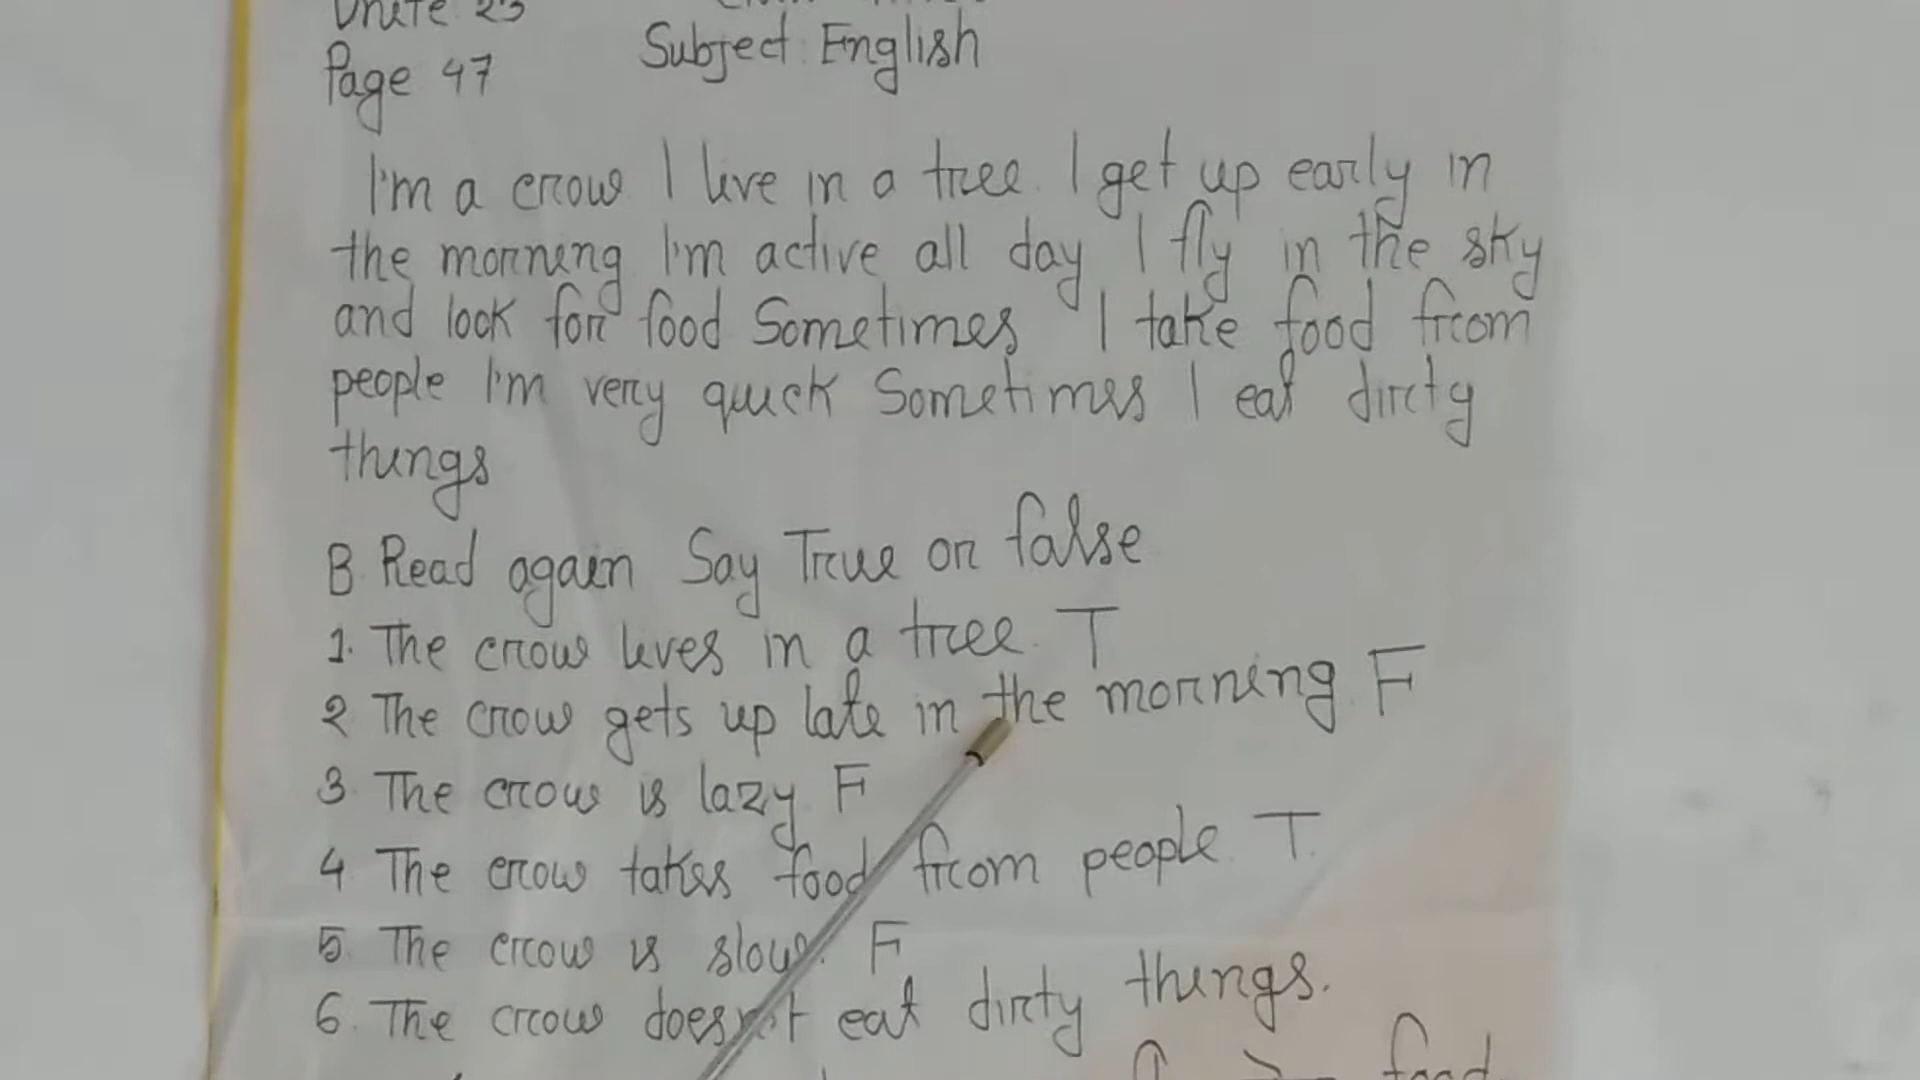 Unite 23
Page 47
Subject English
I'm a crow I live in a tree. I get up early in
the morning I'm active all day I fly in the sky
and look for food Sometimes I take food from
people I'm very quick Sometimes I eat dirty
things
B. Read again Say True or false
1. The crow lives in a tree. T
2 The crow gets up late in the morning F
3 The crow is lazy F
4 The crow takes food from people. T.
5. The crow is slow. F
6. The crow doesn't eat dirty things.
food